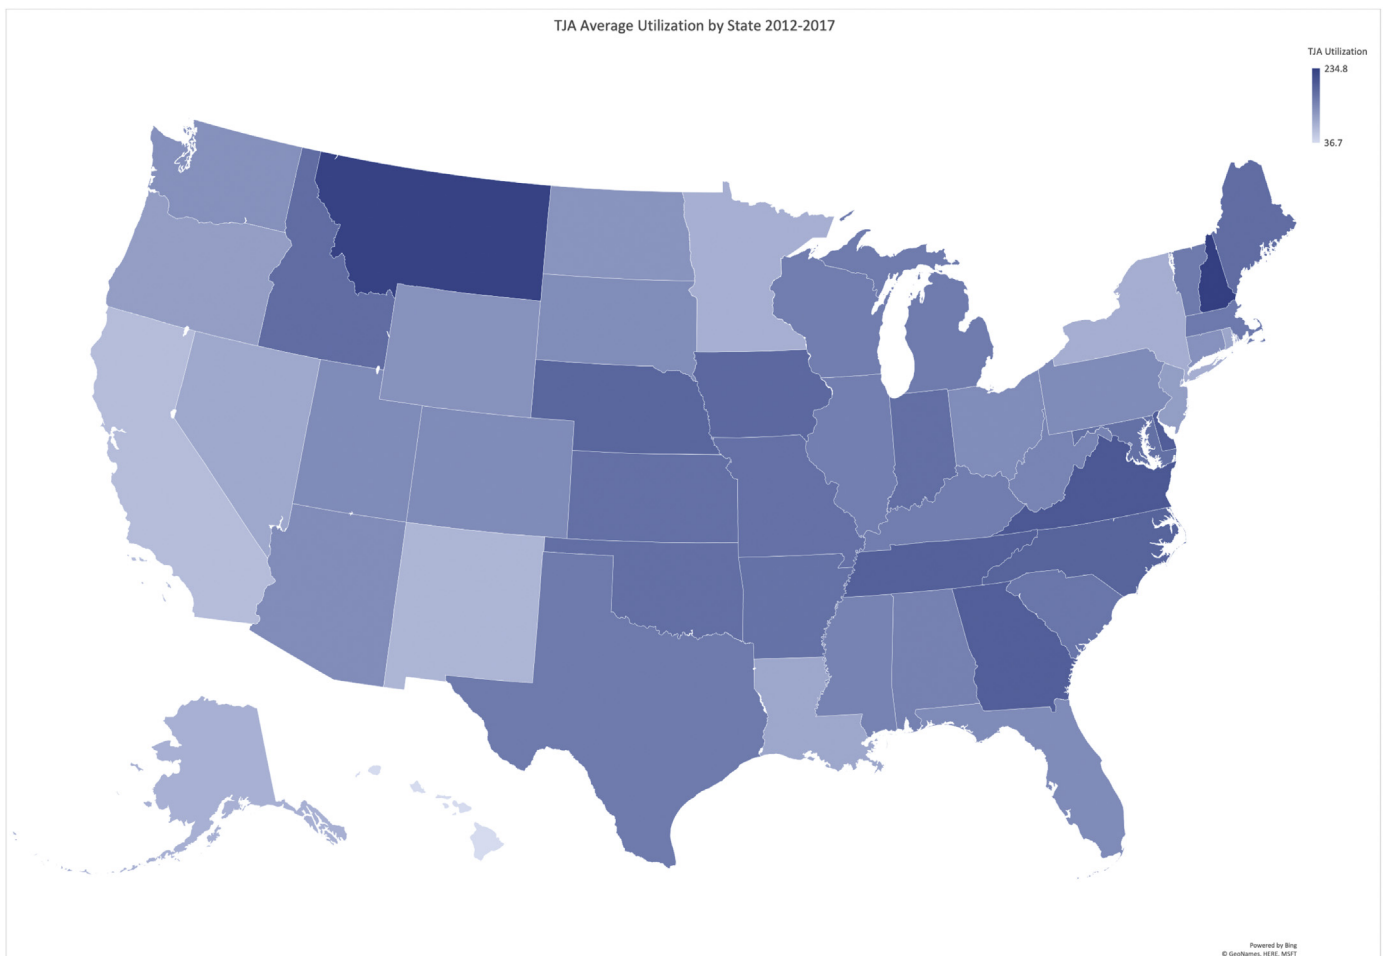 TJA Average Utilization by State 2012-2017
TJA Utilization
234.8
36.7
Powered by Bing
© GeoNames, HERE, MSFT